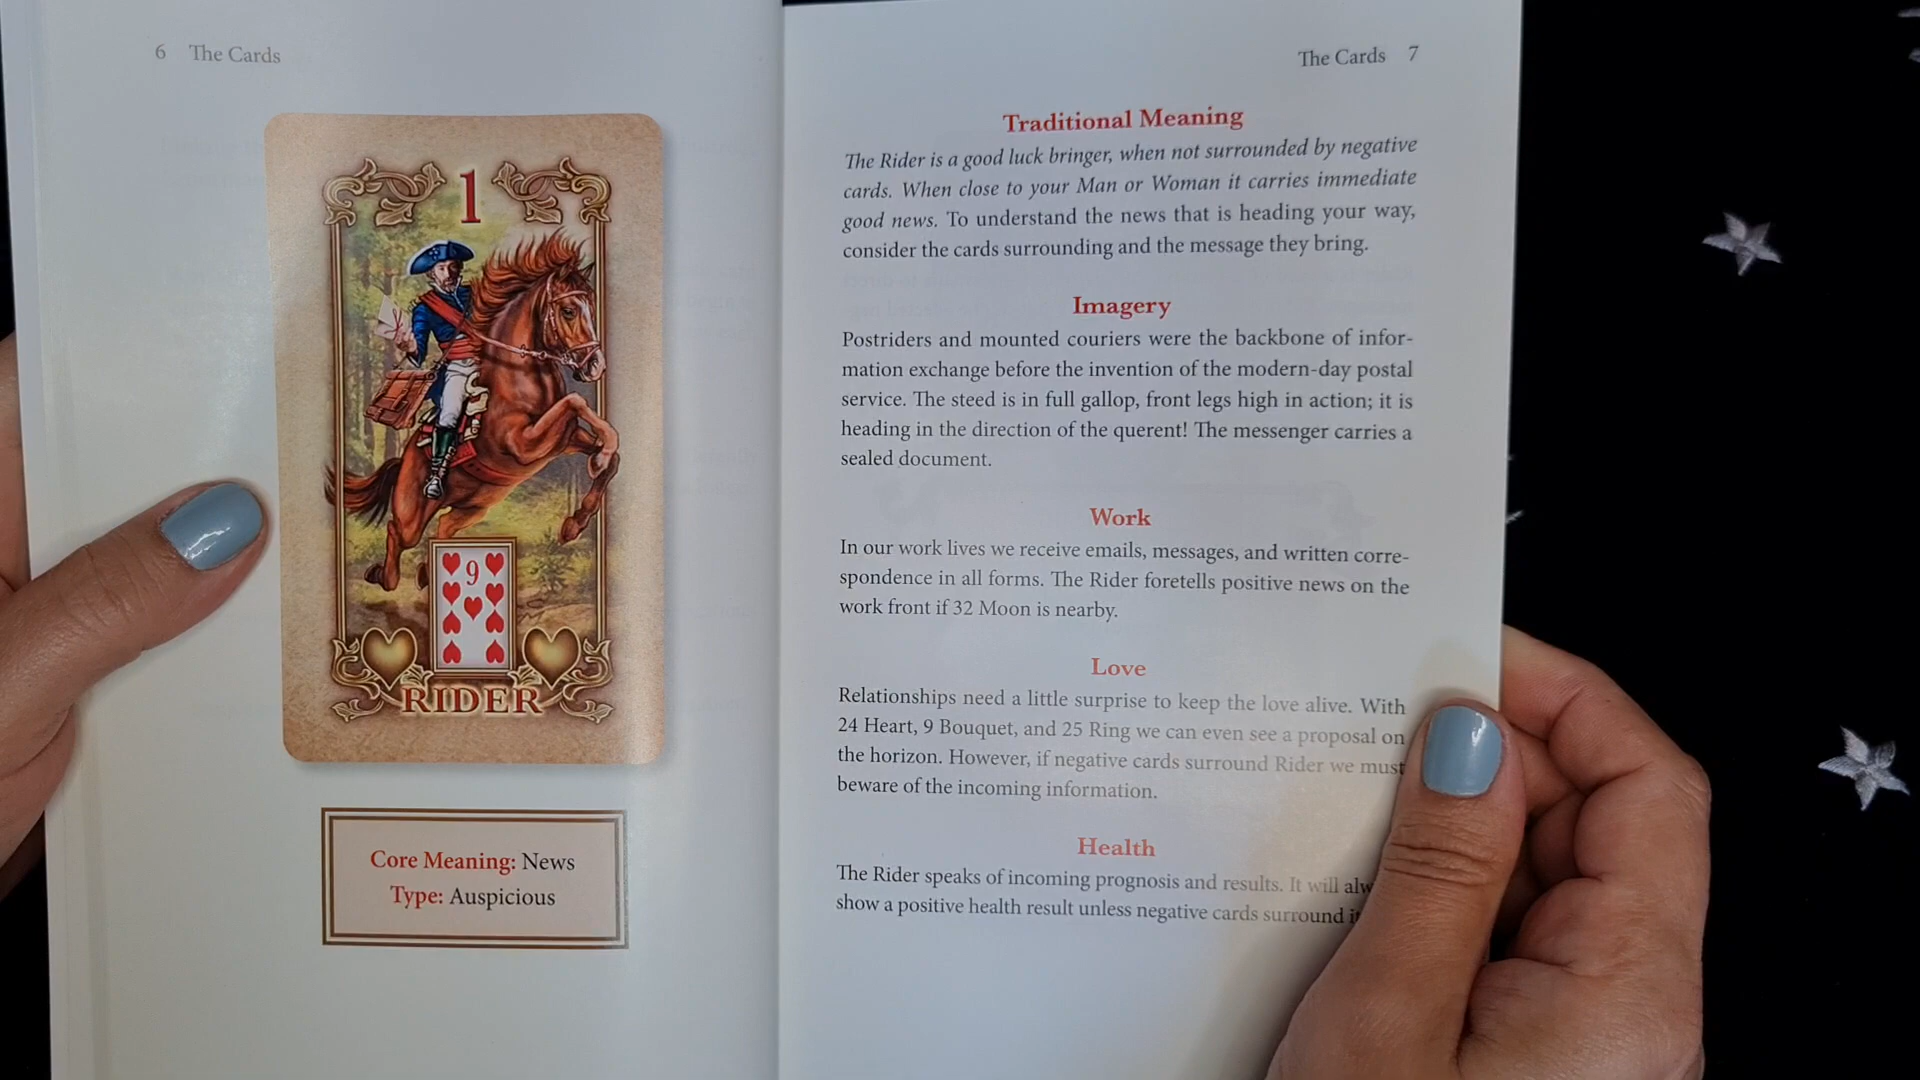 6 The Cards
1
9
RIDER
Core Meaning: News
Type: Auspicious
The Cards 7
Traditional Meaning
The Rider is a good luck bringer, when not surrounded by negative
cards. When close to your Man or Woman it carries immediate
good news. To understand the news that is heading your way,
consider the cards surrounding and the message they bring.
Imagery
Postriders and mounted couriers were the backbone of infor-
mation exchange before the invention of the modern-day postal
service. The steed is in full gallop, front legs high in action; it is
heading in the direction of the querent! The messenger carries a
sealed document.
Work
In our work lives we receive emails, messages, and written corre-
spondence in all forms. The Rider foretells positive news on the
work front if 32 Moon is nearby.
Love
Relationships need a little surprise to keep the love alive. With
24 Heart, 9 Bouquet, and 25 Ring we can even see a proposal on
the horizon. However, if negative cards surround Rider we must
beware of the incoming information.
Health
The Rider speaks of incoming prognosis and results. It will
show a positive health result unless negative cards surround